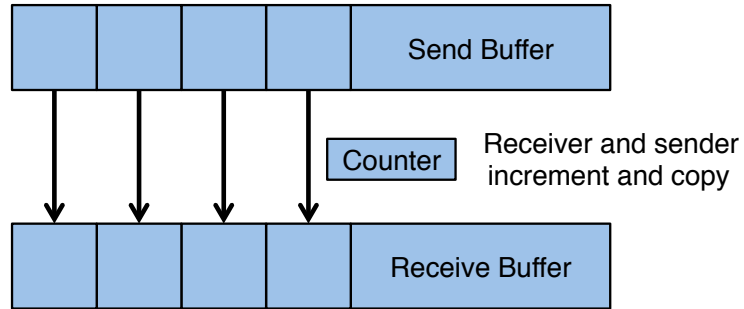 Send Buffer
Counter
Receiver and sender
increment and copy
Receive Buffer